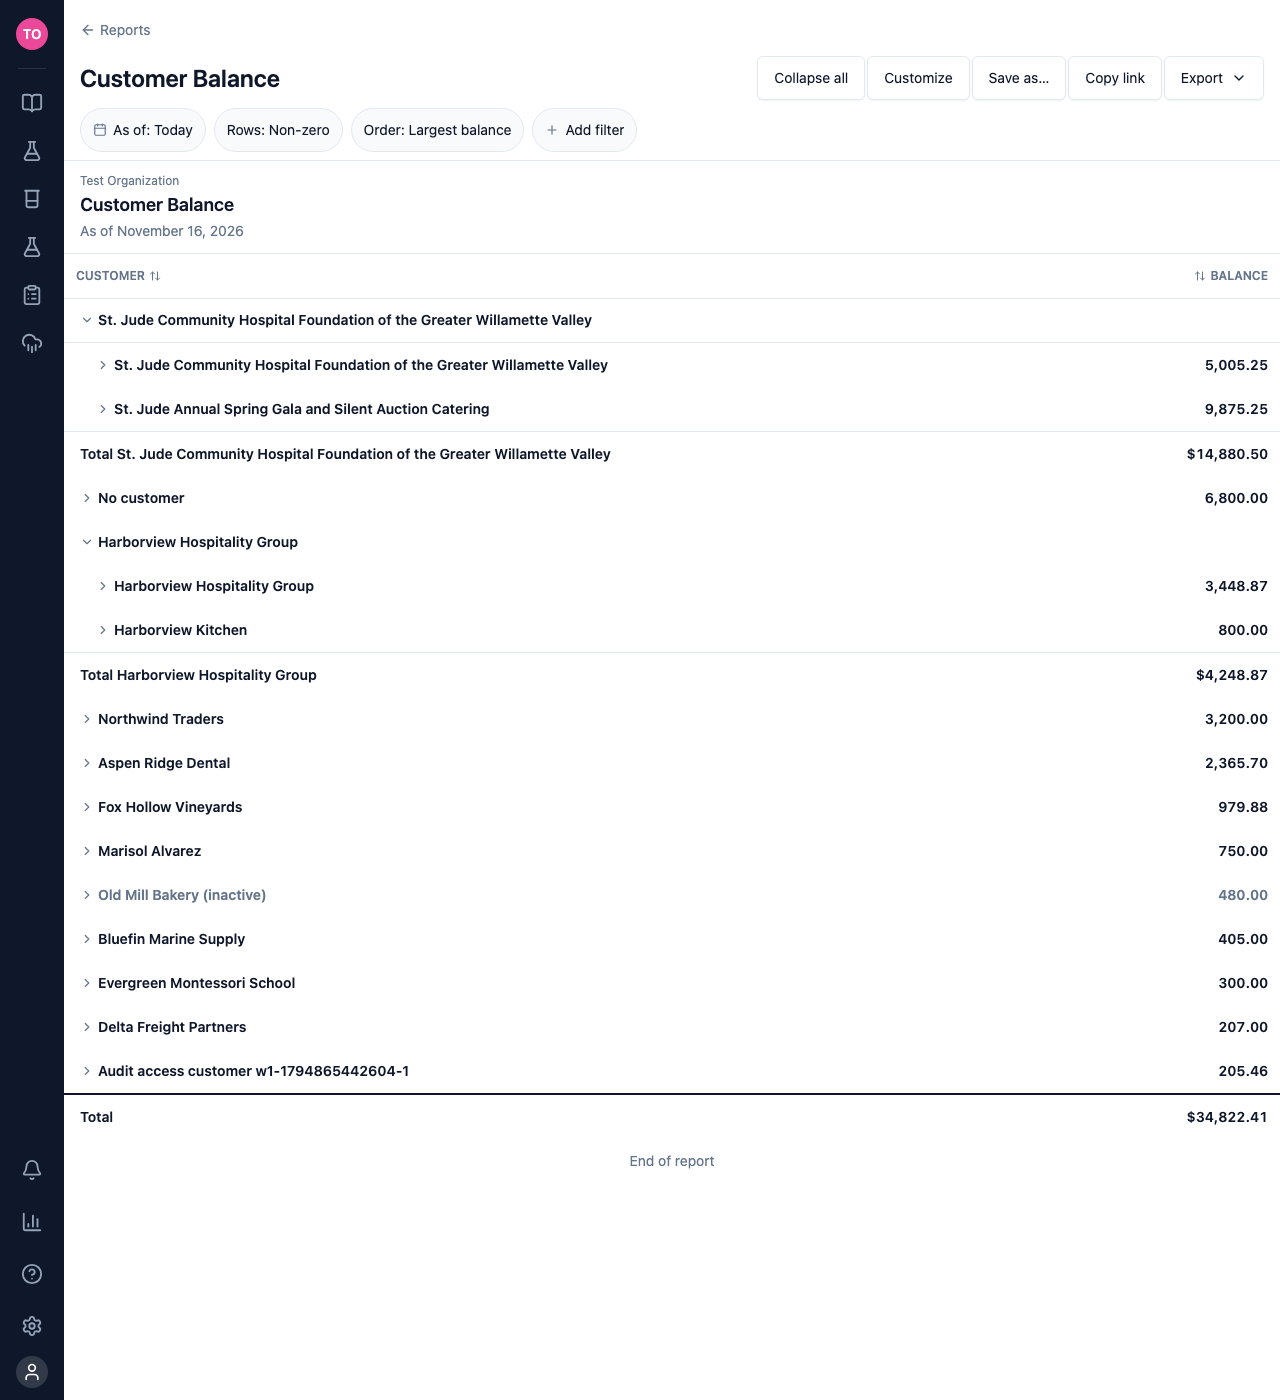 TO
Reports
Customer Balance
Collapse all
Customize
Save as...
Copy link
Export
As of: Today
Rows: Non-zero
Order: Largest balance
Add filter
Test Organization
Customer Balance
As of November 16, 2026
CUSTOMER BALANCE
St. Jude Community Hospital Foundation of the Greater Willamette Valley
St. Jude Community Hospital Foundation of the Greater Willamette Valley 5,005.25
St. Jude Annual Spring Gala and Silent Auction Catering 9,875.25
Total St. Jude Community Hospital Foundation of the Greater Willamette Valley $14,880.50
No customer 6,800.00
Harborview Hospitality Group
Harborview Hospitality Group 3,448.87
Harborview Kitchen 800.00
Total Harborview Hospitality Group $4,248.87
Northwind Traders 3,200.00
Aspen Ridge Dental 2,365.70
Fox Hollow Vineyards 979.88
Marisol Alvarez 750.00
Old Mill Bakery (inactive) 480.00
Bluefin Marine Supply 405.00
Evergreen Montessori School 300.00
Delta Freight Partners 207.00
Audit access customer w1-1794865442604-1 205.46
Total $34,822.41
End of report